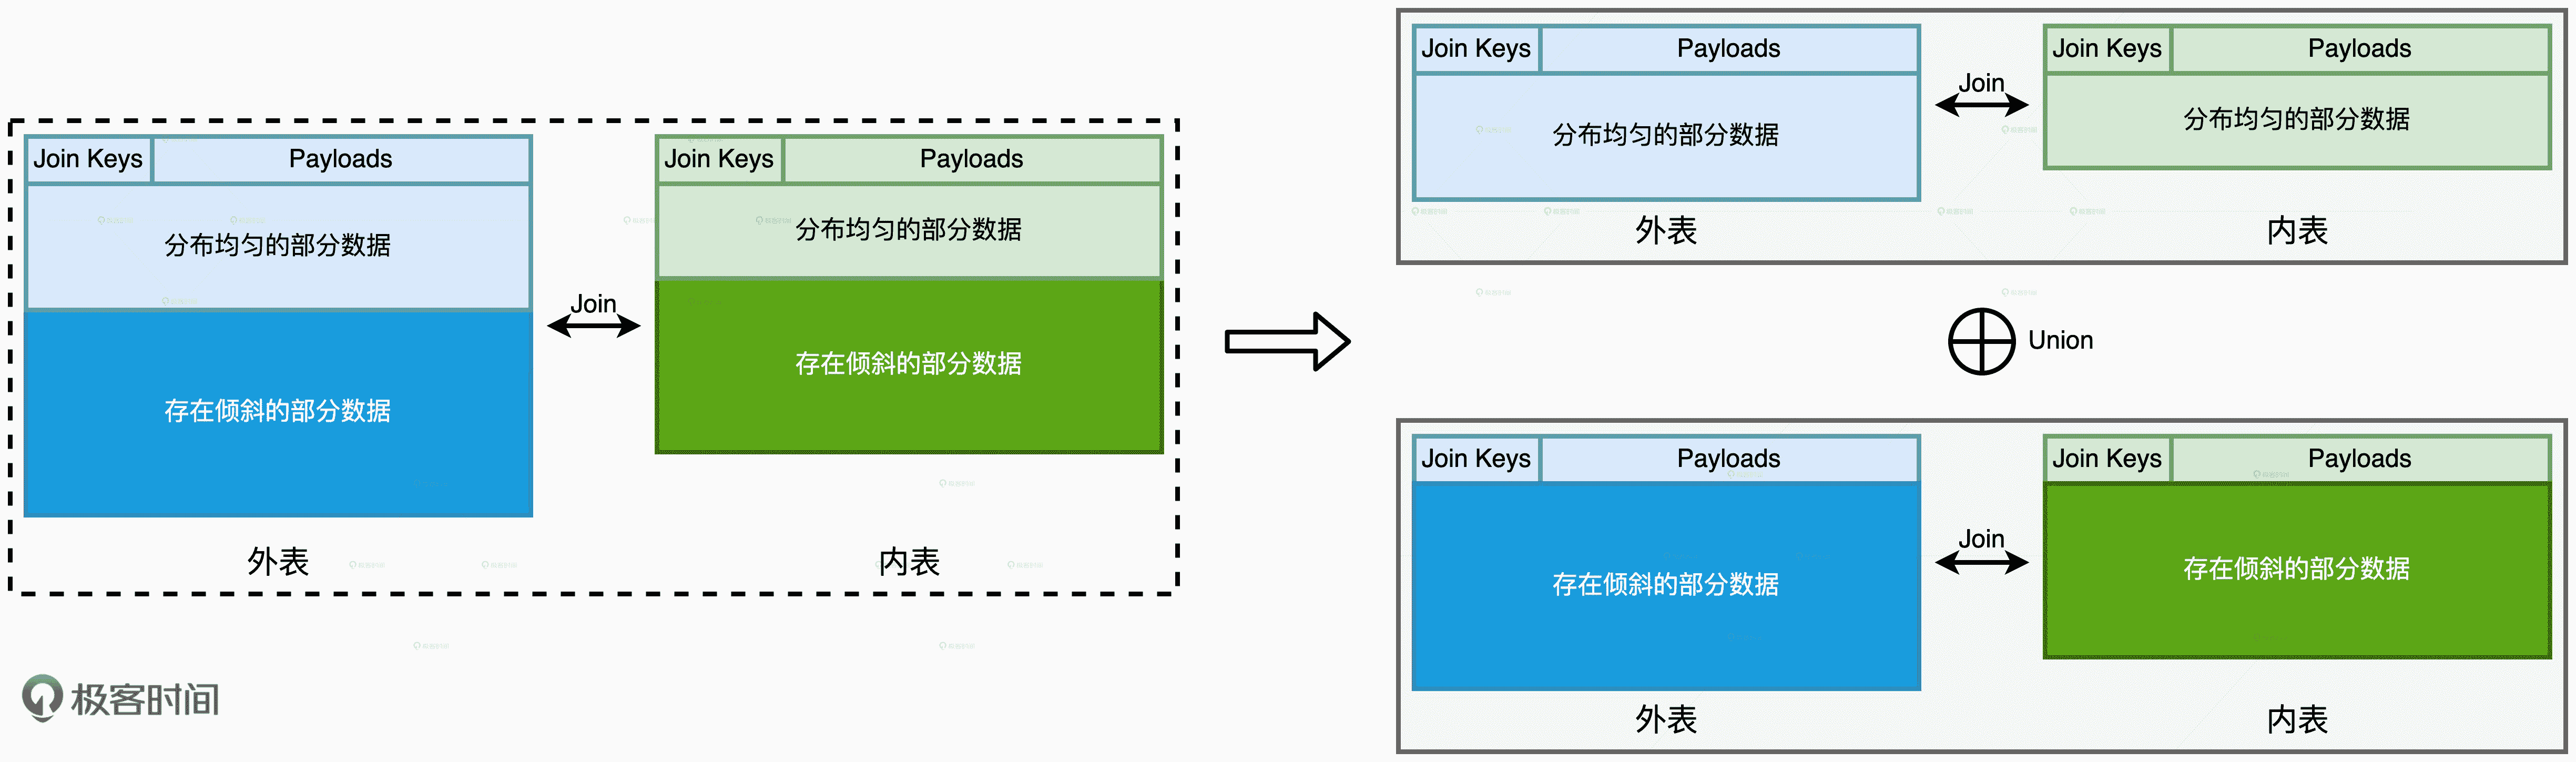 Join Keys Payloads
分布均匀的部分数据
存在倾斜的部分数据
外表
Join
Join Keys Payloads
分布均匀的部分数据
存在倾斜的部分数据
内表
Join Keys Payloads
分布均匀的部分数据
外表
Join
Join Keys Payloads
分布均匀的部分数据
内表
Union
Join Keys Payloads
存在倾斜的部分数据
外表
Join
Join Keys Payloads
存在倾斜的部分数据
内表
极客时间